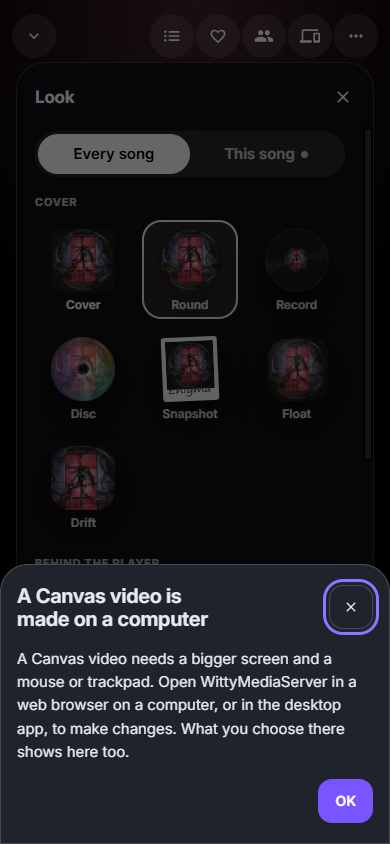 Look
Every song
This song
COVER
Cover
Round
Record
Disc
Enigma
Snapshot
Float
Drift
BEHIND THE PLAYER
A Canvas video is
made on a computer
A Canvas video needs a bigger screen and a
mouse or trackpad. Open WittyMediaServer in a
web browser on a computer, or in the desktop
app, to make changes. What you choose there
shows here too.
OK